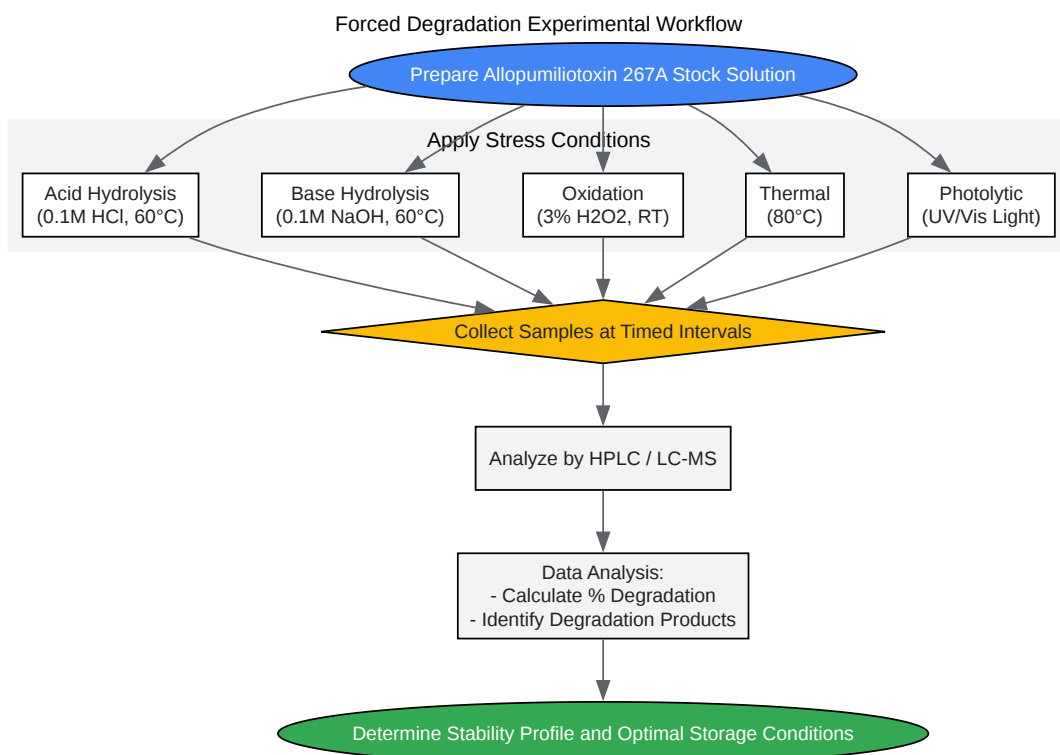 Forced Degradation Experimental Workflow
Prepare Allopumiliotoxin 267A Stock Solution
Apply Stress Conditions
Acid Hydrolysis
(0.1M HCl, 60°C)
Base Hydrolysis
(0.1M NaOH, 60°C)
Oxidation
(3% H2O2, RT)
Thermal
(80°C)
Photolytic
(UV/Vis Light)
Collect Samples at Timed Intervals
Analyze by HPLC / LC-MS
Data Analysis:
- Calculate % Degradation
- Identify Degradation Products
Determine Stability Profile and Optimal Storage Conditions